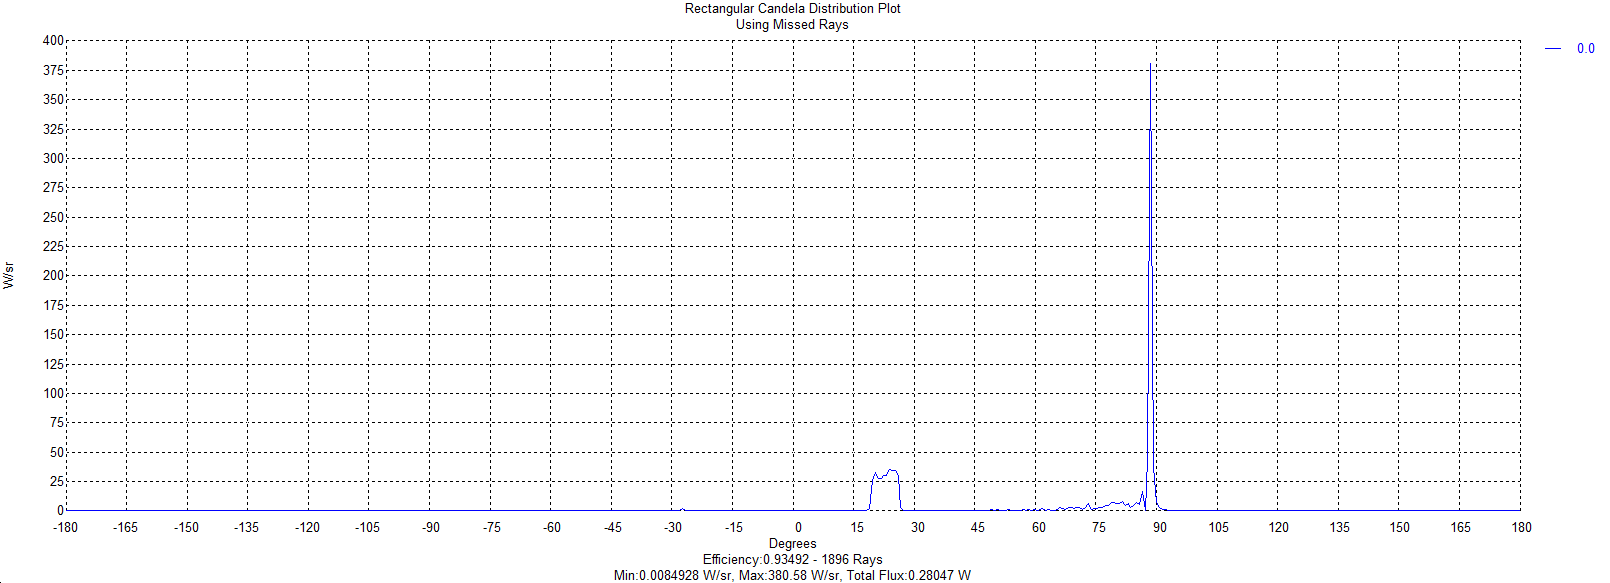 Rectangular Candela Distribution Plot
Using Missed Rays
400
375
350
325
300
275
250
225
200
175
150
125
100
75
50
25
0
W/sr
0.0
-180 -165 -150 -135 -120 -105 -90 -75 -60 -45 -30 -15 0 15 30 45 60 75 90 105 120 135 150 165 180
Degrees
Efficiency:0.93492 - 1896 Rays
Min:0.0084928 W/sr, Max:380.58 W/sr, Total Flux:0.28047 W